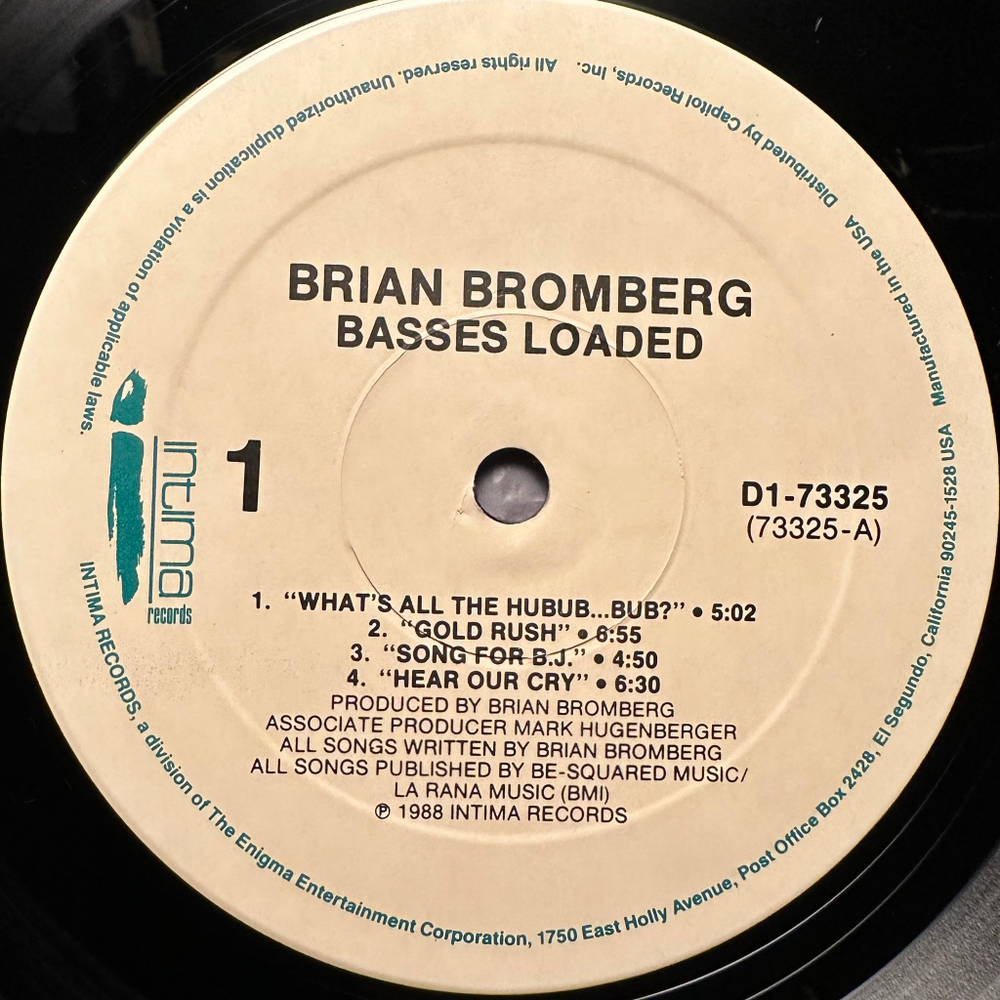 BRIAN BROMBERG
BASSES LOADED
1
intima
records
D1-73325
(73325-A)
1. “WHAT’S ALL THE HUBUB...BUB?” • 5:02
2. “GOLD RUSH” • 6:55
3. “SONG FOR B.J.” • 4:50
4. “HEAR OUR CRY” • 6:30
PRODUCED BY BRIAN BROMBERG
ASSOCIATE PRODUCER MARK HUGENBERGER
ALL SONGS WRITTEN BY BRIAN BROMBERG
ALL SONGS PUBLISHED BY BE-SQUARED MUSIC/
LA RANA MUSIC (BMI)
℗ 1988 INTIMA RECORDS
INTIMA RECORDS, a division of The Enigma Entertainment Corporation, 1750 East Holly Avenue, Post Office Box 2428, El Segundo, California 90245-1528 USA Manufactured in the USA Distributed by Capitol Records, Inc. All rights reserved. Unauthorized duplication is a violation of applicable laws.